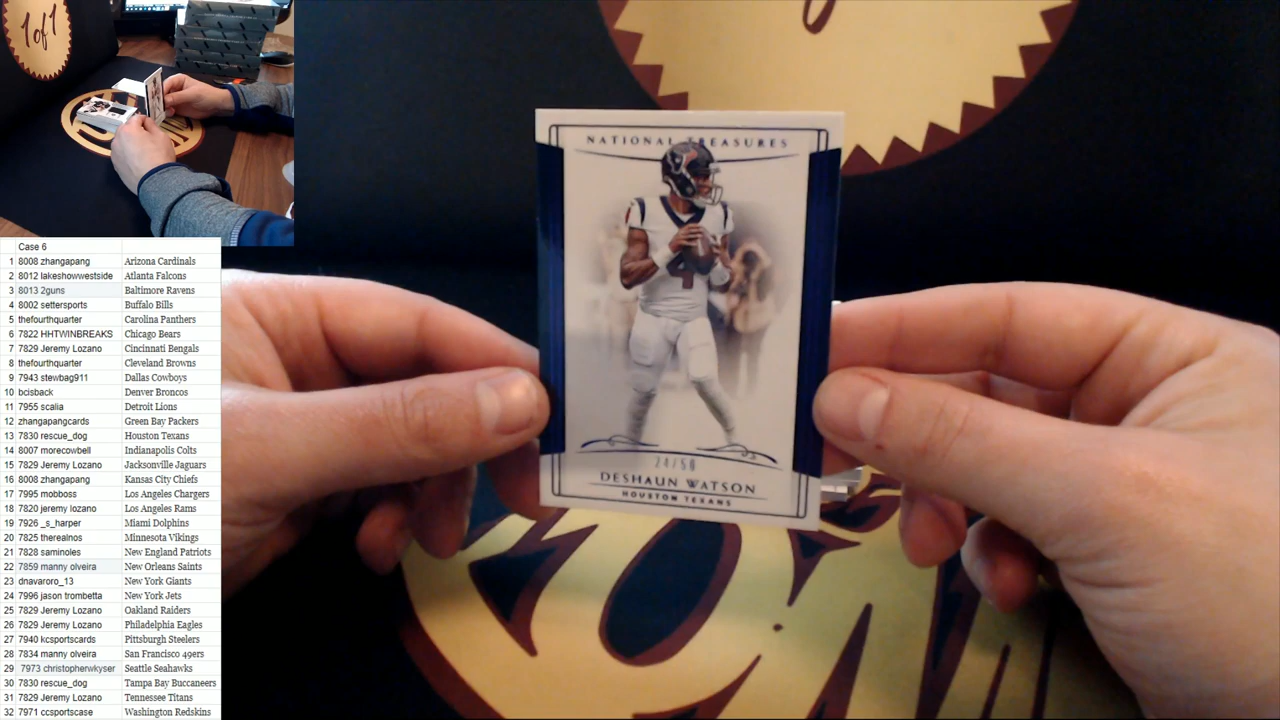 1 of 1
Case 6
1 8008 zhangapang Arizona Cardinals
2 8012 lakeshowwestside Atlanta Falcons
3 8013 2guns Baltimore Ravens
4 8002 settersports Buffalo Bills
5 thefourthquarter Carolina Panthers
6 7822 HHTWINBREAKS Chicago Bears
7 7829 Jeremy Lozano Cincinnati Bengals
8 thefourthquarter Cleveland Browns
9 7943 stewbag911 Dallas Cowboys
10 bcisback Denver Broncos
11 7955 scalia Detroit Lions
12 zhangapangcards Green Bay Packers
13 7830 rescue_dog Houston Texans
14 8007 morecowbell Indianapolis Colts
15 7829 Jeremy Lozano Jacksonville Jaguars
16 8008 zhangapang Kansas City Chiefs
17 7995 mobboss Los Angeles Chargers
18 7820 jeremy lozano Los Angeles Rams
19 7926 _s_harper Miami Dolphins
20 7825 therealnos Minnesota Vikings
21 7828 saminoles New England Patriots
22 7859 manny olveira New Orleans Saints
23 dnavaroro_13 New York Giants
24 7996 jason trombetta New York Jets
25 7829 Jeremy Lozano Oakland Raiders
26 7829 Jeremy Lozano Philadelphia Eagles
27 7940 kcsportscards Pittsburgh Steelers
28 7834 manny olveira San Francisco 49ers
29 7973 christopherwkyser Seattle Seahawks
30 7830 rescue_dog Tampa Bay Buccaneers
31 7829 Jeremy Lozano Tennessee Titans
32 7971 ccsportscase Washington Redskins
NATIONAL TREASURES
4
24/50
DESHAUN WATSON
HOUSTON TEXANS